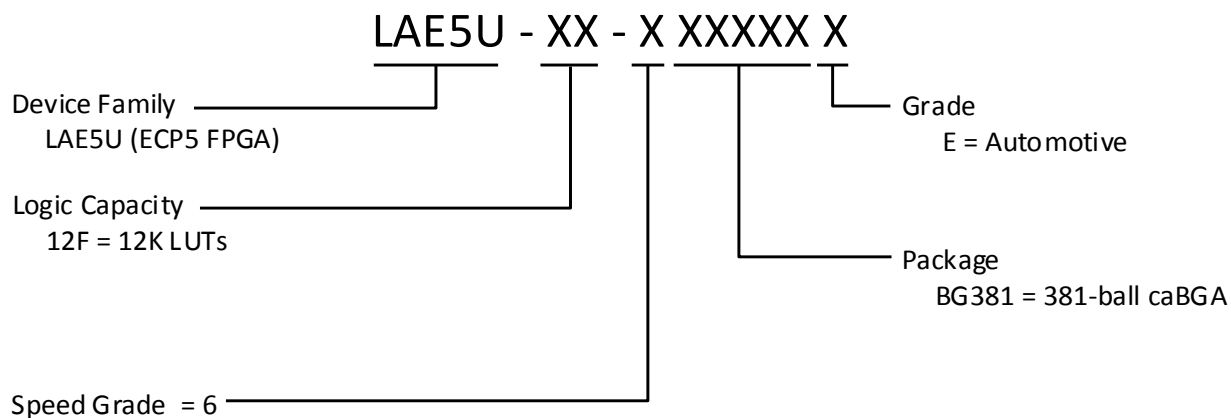 LAE5U - XX - X XXXXX X
Device Family
LAE5U (ECP5 FPGA)
Grade
E = Automotive
Logic Capacity
12F = 12K LUTs
Package
BG381 = 381-ball caBGA
Speed Grade = 6